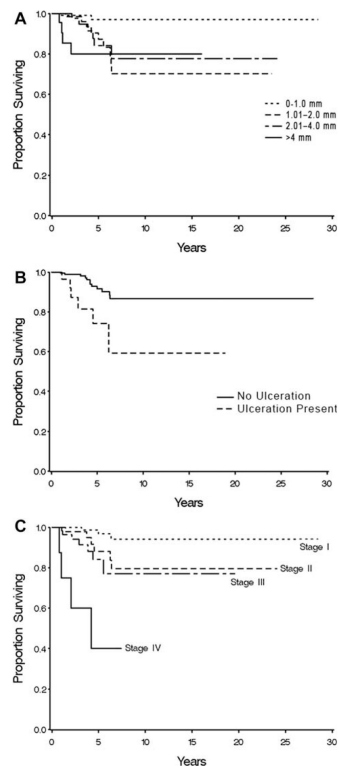 A
1.0
0.8
0.6
0.4
0.2
0.0
Proportion Surviving
0-1.0 mm
1.01–2.0 mm
2.01–4.0 mm
>4 mm
0 5 10 15 20 25 30
Years
B
1.0
0.8
0.6
0.4
0.2
0.0
Proportion Surviving
No Ulceration
Ulceration Present
0 5 10 15 20 25 30
Years
C
1.0
0.8
0.6
0.4
0.2
0.0
Proportion Surviving
Stage I
Stage II
Stage III
Stage IV
0 5 10 15 20 25 30
Years